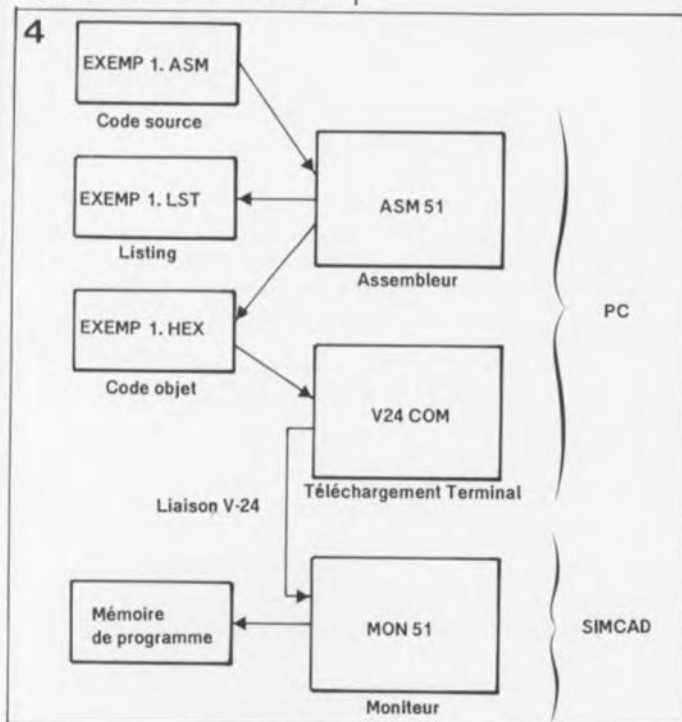 4
EXEMP 1. ASM
Code source
EXEMP 1. LST
Listing
EXEMP 1. HEX
Code objet
ASM 51
Assembleur
PC
V24 COM
Téléchargement Terminal
Liaison V-24
Mémoire
de programme
MON 51
Moniteur
SIMCAD